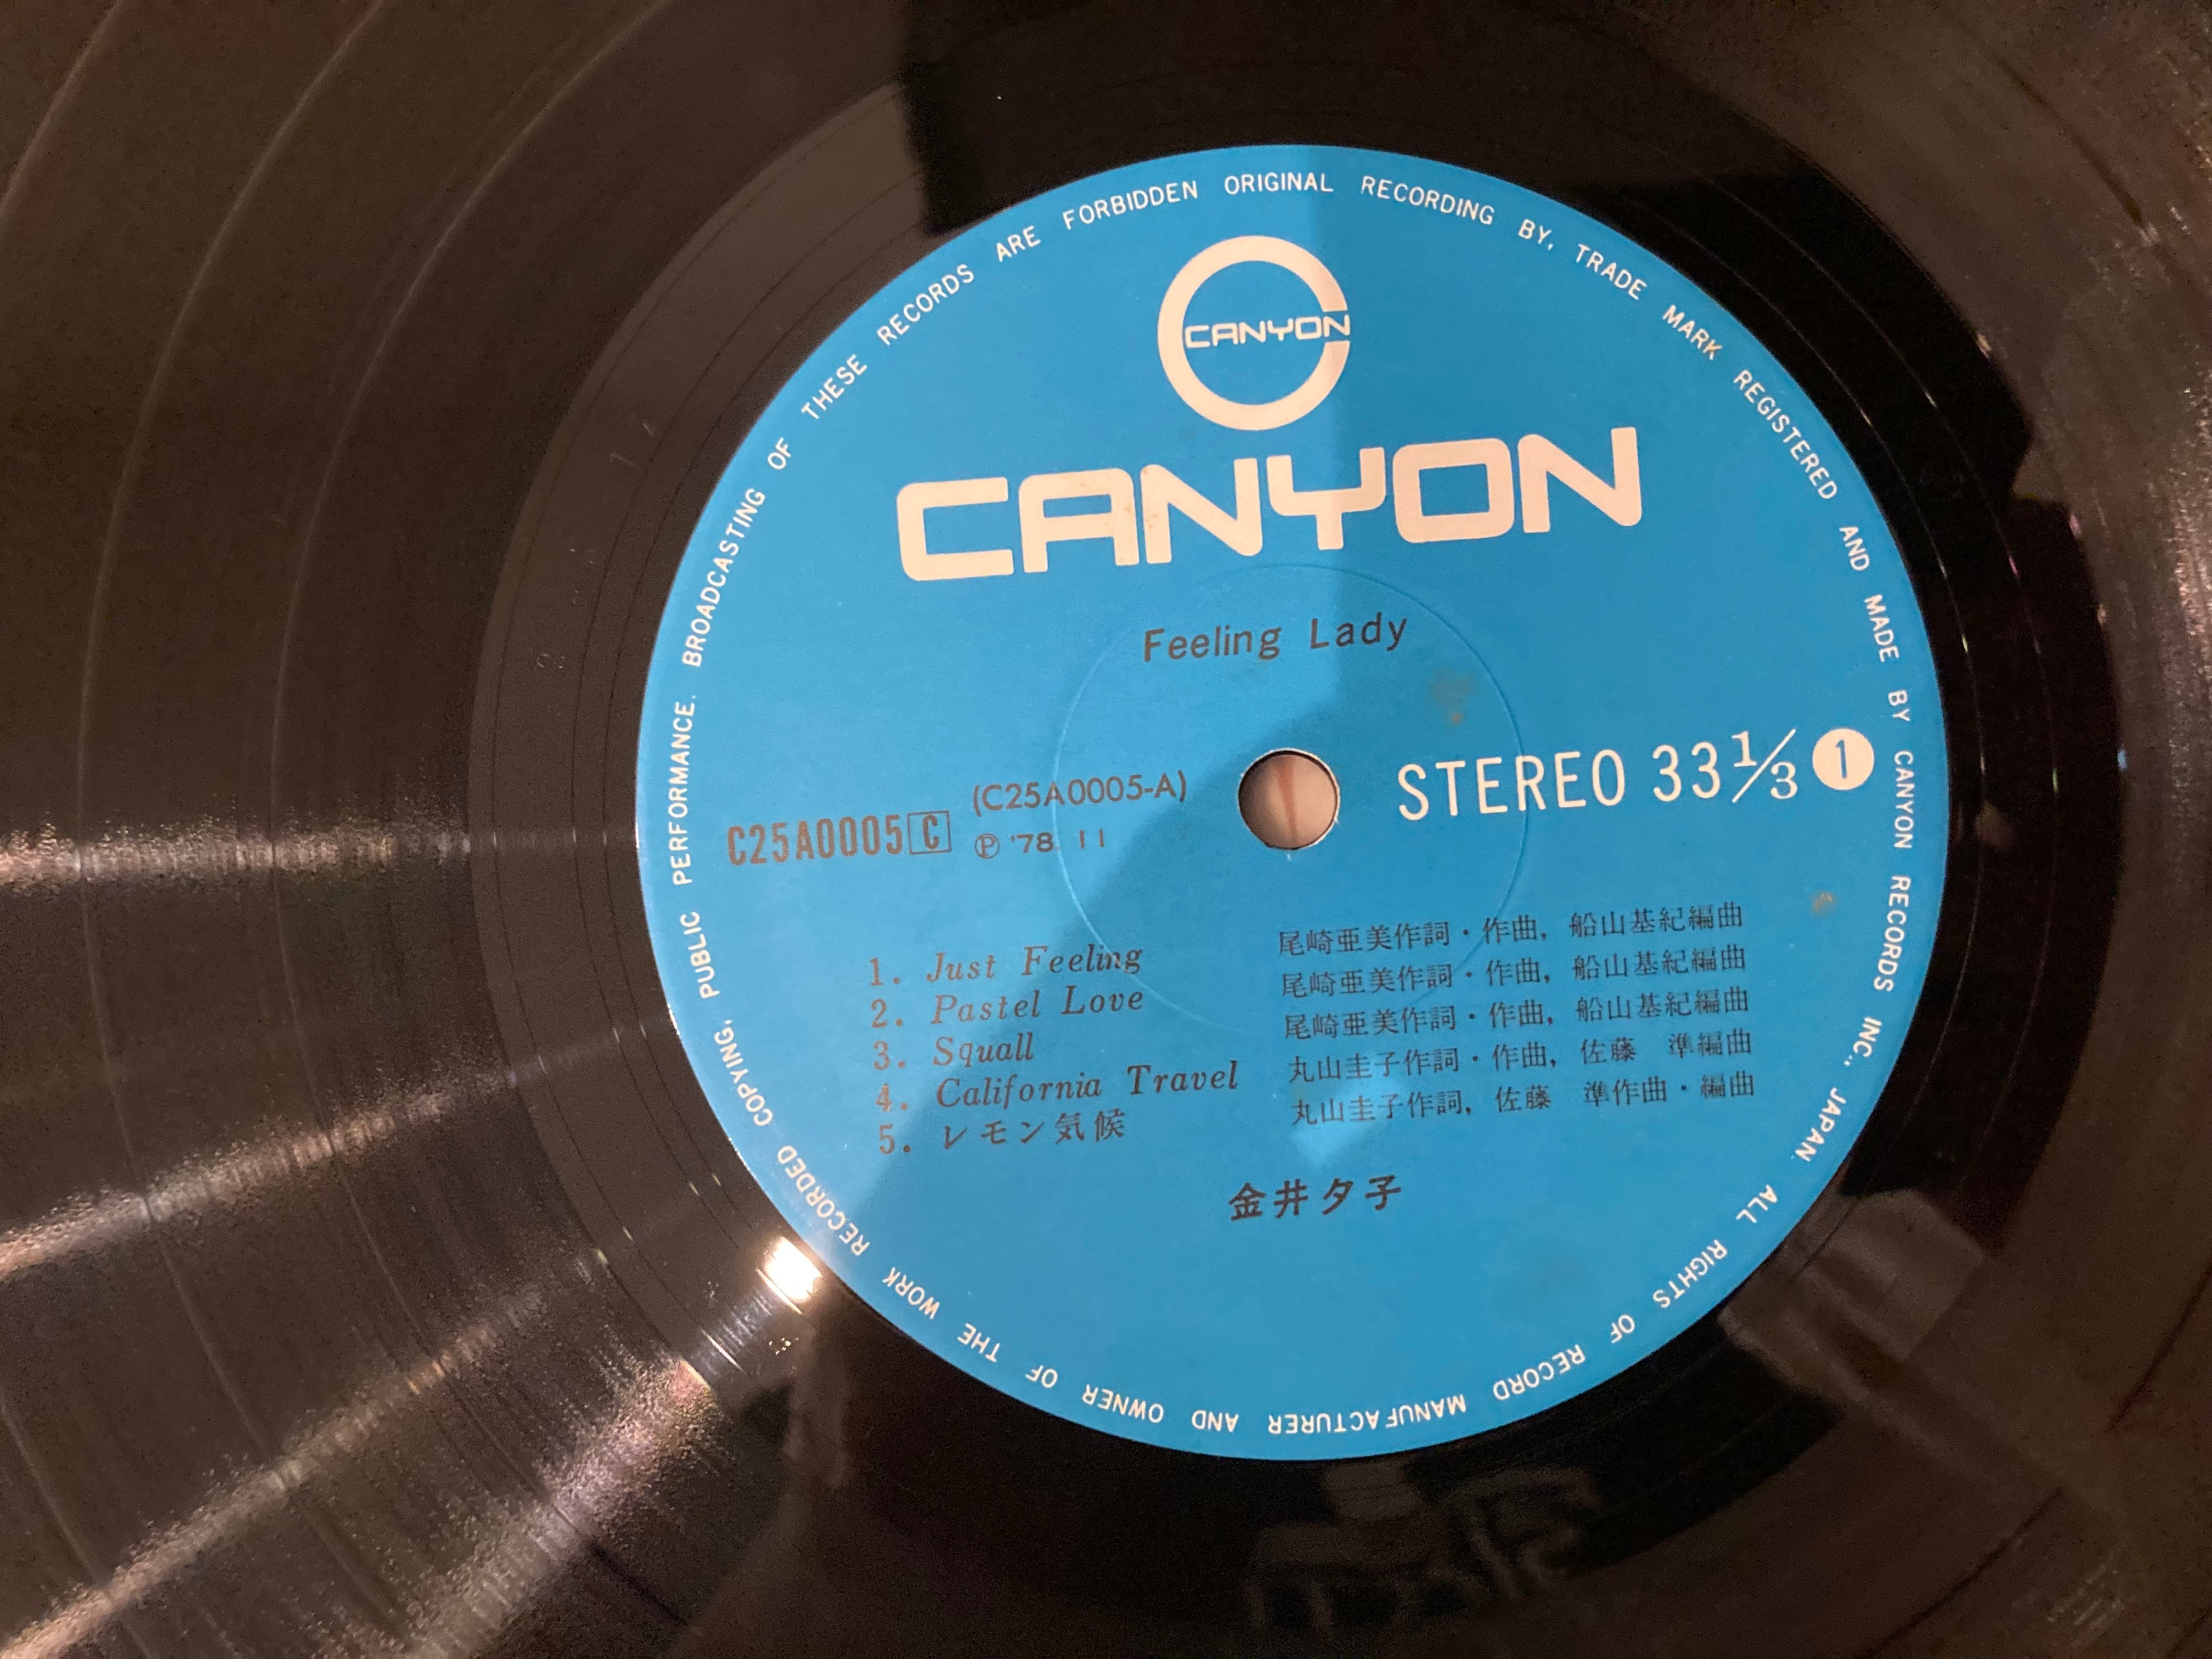 CANYON
CANYON
Feeling Lady
STEREO 33⅓ 1
(C25A0005-A)
C25A0005 C
Ⓟ '78. 11
1. Just Feeling 尾崎亜美作詞・作曲, 船山基紀編曲
2. Pastel Love 尾崎亜美作詞・作曲, 船山基紀編曲
3. Squall 尾崎亜美作詞・作曲, 船山基紀編曲
4. California Travel 丸山圭子作詞・作曲, 佐藤 準編曲
5. レモン気候 丸山圭子作詞, 佐藤 準作曲・編曲
金井夕子
ORIGINAL RECORDING BY, TRADE MARK REGISTERED AND MADE BY CANYON RECORDS INC., JAPAN. ALL RIGHTS OF RECORD MANUFACTURER AND OWNER OF THE WORK RECORDED COPYING, PUBLIC PERFORMANCE. BROADCASTING OF THESE RECORDS ARE FORBIDDEN